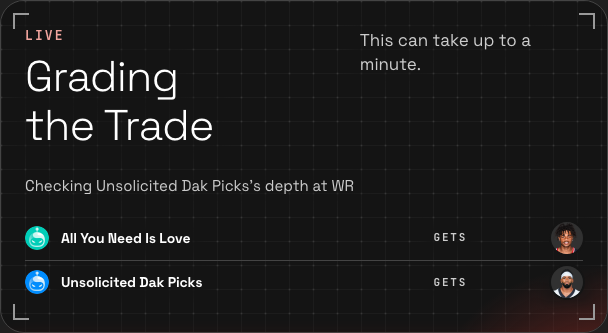 LIVE
Grading
the Trade
This can take up to a
minute.
Checking Unsolicited Dak Picks's depth at WR
All You Need Is Love GETS
Unsolicited Dak Picks GETS